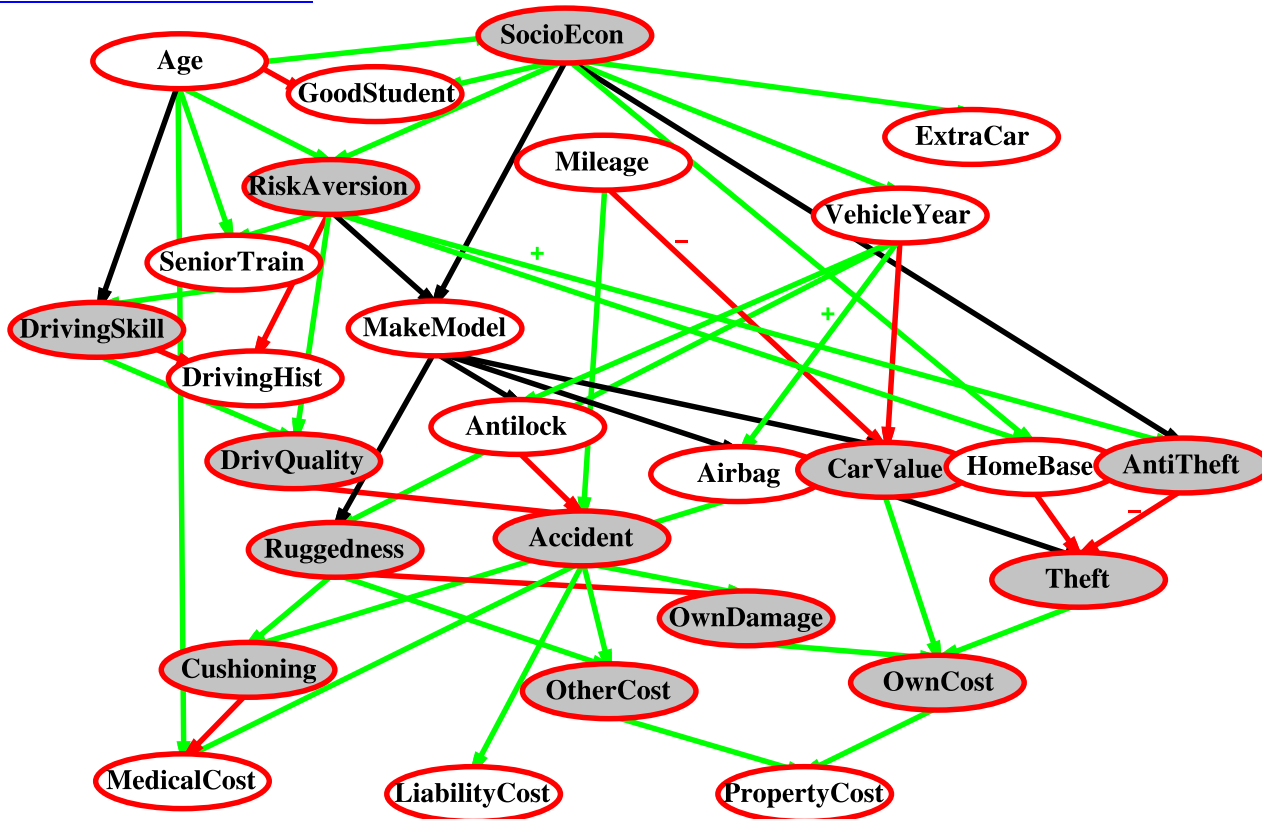 SocioEcon
Age
GoodStudent
ExtraCar
Mileage
RiskAversion
VehicleYear
+
−
SeniorTrain
+
DrivingSkill
MakeModel
DrivingHist
Antilock
DrivQuality
Airbag
CarValue
HomeBase
AntiTheft
−
Ruggedness
Accident
Theft
OwnDamage
Cushioning
OtherCost
OwnCost
MedicalCost
LiabilityCost
PropertyCost